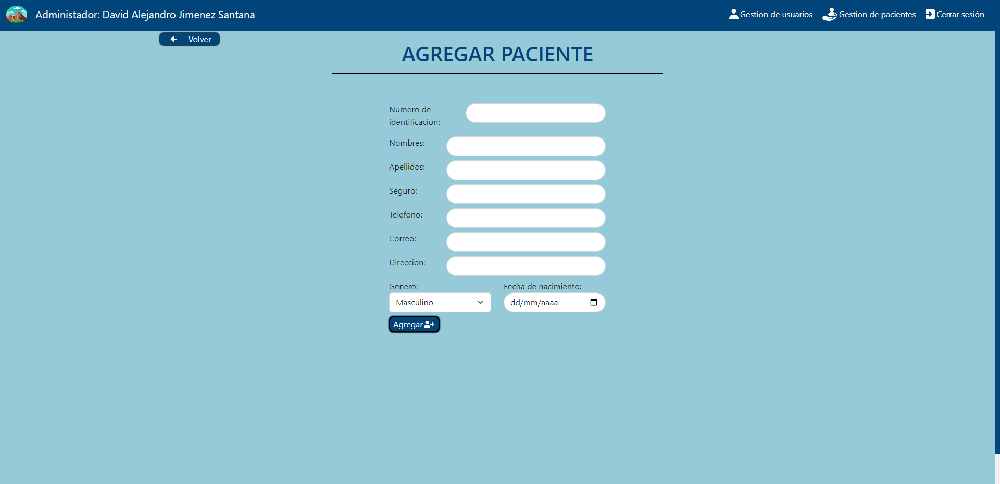 Administador: David Alejandro Jimenez Santana
Gestion de usuarios
Gestion de pacientes
Cerrar sesión
Volver
AGREGAR PACIENTE
Numero de
identificacion:
Nombres:
Apellidos:
Seguro:
Telefono:
Correo:
Direccion:
Genero:
Fecha de nacimiento:
Masculino
dd/mm/aaaa
Agregar